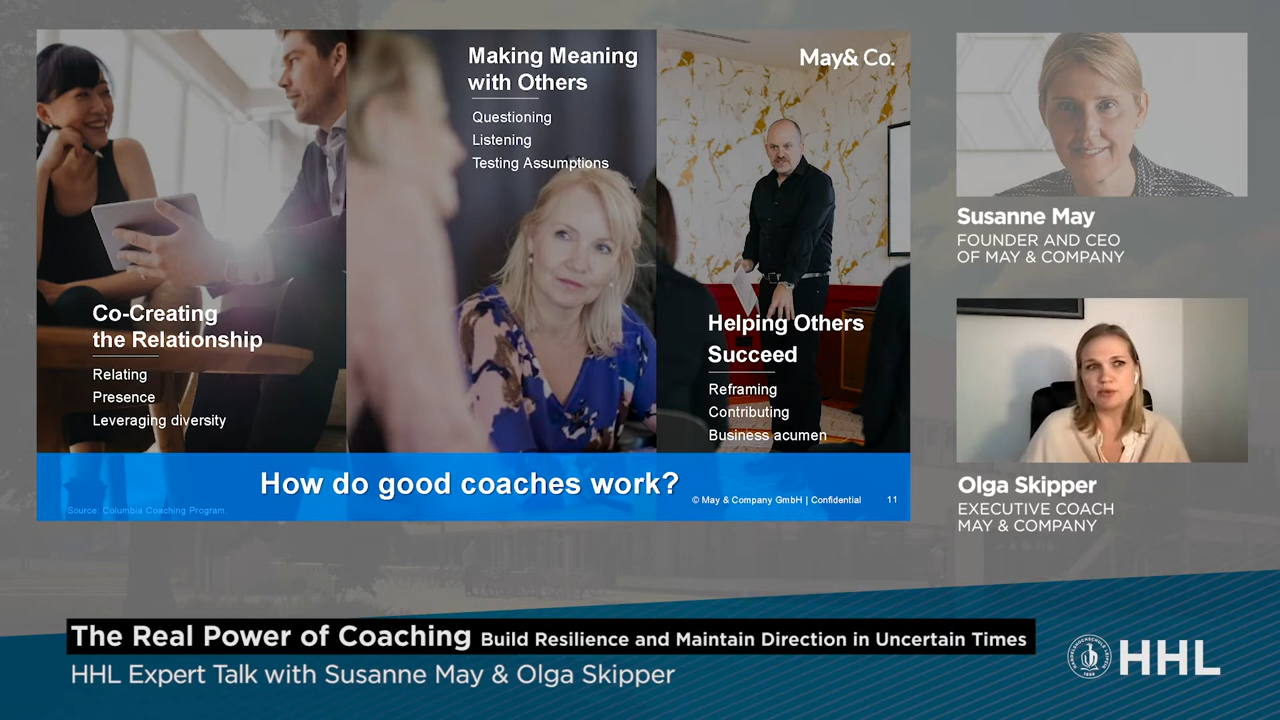 Making Meaning
with Others
Questioning
Listening
Testing Assumptions
May& Co.
Co-Creating
the Relationship
Relating
Presence
Leveraging diversity
Helping Others
Succeed
Reframing
Contributing
Business acumen
How do good coaches work?
Source: Columbia Coaching Program.
© May & Company GmbH | Confidential
11
Susanne May
FOUNDER AND CEO
OF MAY & COMPANY
Olga Skipper
EXECUTIVE COACH
MAY & COMPANY
The Real Power of Coaching Build Resilience and Maintain Direction in Uncertain Times
HHL Expert Talk with Susanne May & Olga Skipper
HHL